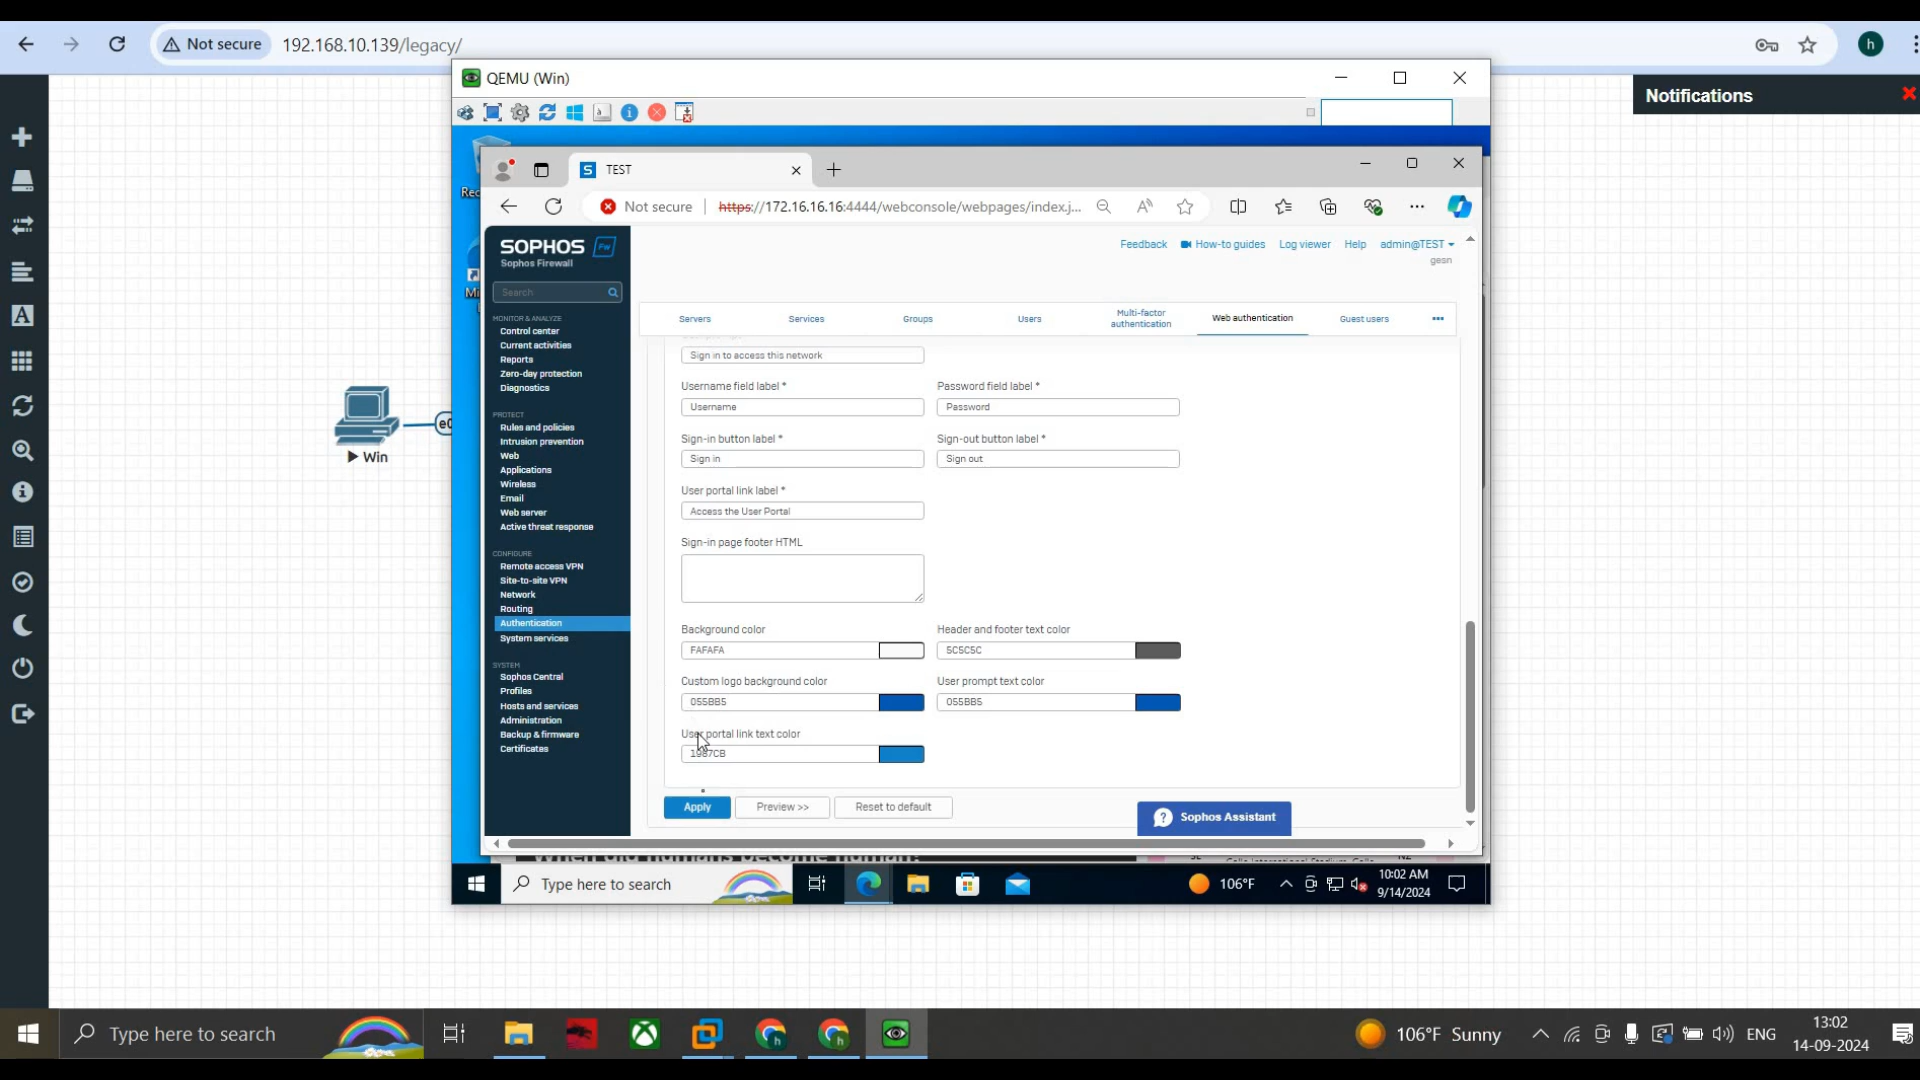 Not secure
192.168.10.139/legacy/
h
QEMU (Win)
Notifications
TEST
Not secure
https://172.16.16.16:4444/webconsole/webpages/index.j...
SOPHOS Fw
Sophos Firewall
Search
Feedback
How-to guides
Log viewer
Help
admin@TEST
gesn
MONITOR & ANALYZE
Control center
Current activities
Reports
Zero-day protection
Diagnostics
PROTECT
Rules and policies
Intrusion prevention
Web
Applications
Wireless
Email
Web server
Active threat response
CONFIGURE
Remote access VPN
Site-to-site VPN
Network
Routing
Authentication
System services
SYSTEM
Sophos Central
Profiles
Hosts and services
Administration
Backup & firmware
Certificates
Servers
Services
Groups
Users
Multi-factor authentication
Web authentication
Guest users
Sign in to access this network
Username field label *
Password field label *
Username
Password
Sign-in button label *
Sign-out button label *
Sign in
Sign out
User portal link label *
Access the User Portal
Sign-in page footer HTML
Background color
Header and footer text color
FAFAFA
5C5C5C
Custom logo background color
User prompt text color
055BB5
055BB5
User portal link text color
1987CB
Apply
Preview >>
Reset to default
Sophos Assistant
Win
e0
Type here to search
106°F
10:02 AM
9/14/2024
Type here to search
106°F Sunny
ENG
13:02
14-09-2024